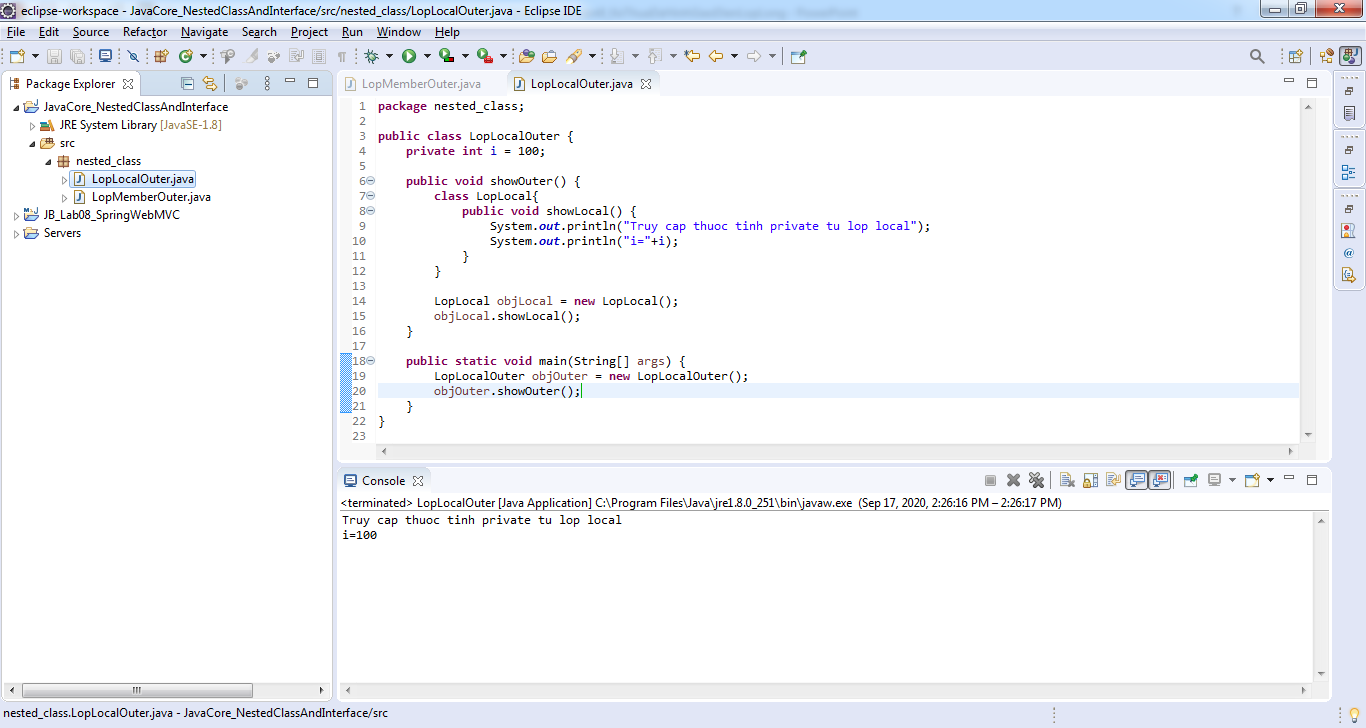 eclipse-workspace - JavaCore_NestedClassAndInterface/src/nested_class/LopLocalOuter.java - Eclipse IDE
File Edit Source Refactor Navigate Search Project Run Window Help
Package Explorer
JavaCore_NestedClassAndInterface
JRE System Library [JavaSE-1.8]
src
nested_class
LopLocalOuter.java
LopMemberOuter.java
JB_Lab08_SpringWebMVC
Servers
LopMemberOuter.java LopLocalOuter.java
1 package nested_class;
2
3 public class LopLocalOuter {
4 private int i = 100;
5
6 public void showOuter() {
7 class LopLocal{
8 public void showLocal() {
9 System.out.println("Truy cap thuoc tinh private tu lop local");
10 System.out.println("i="+i);
11 }
12 }
13
14 LopLocal objLocal = new LopLocal();
15 objLocal.showLocal();
16 }
17
18 public static void main(String[] args) {
19 LopLocalOuter objOuter = new LopLocalOuter();
20 objOuter.showOuter();
21 }
22 }
23
Console
<terminated> LopLocalOuter [Java Application] C:\Program Files\Java\jre1.8.0_251\bin\javaw.exe (Sep 17, 2020, 2:26:16 PM – 2:26:17 PM)
Truy cap thuoc tinh private tu lop local
i=100
nested_class.LopLocalOuter.java - JavaCore_NestedClassAndInterface/src